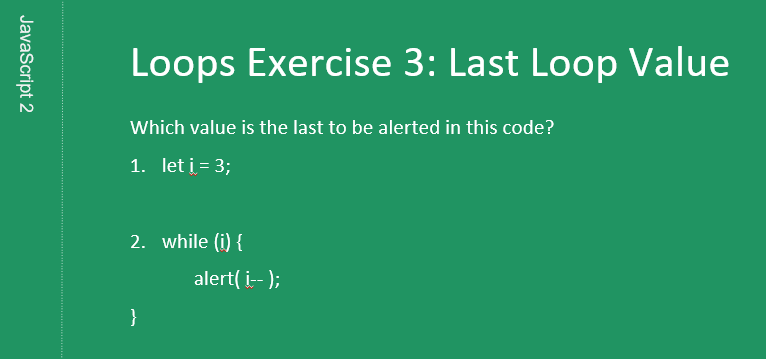 JavaScript 2
Loops Exercise 3: Last Loop Value
Which value is the last to be alerted in this code?
1. let i = 3;
2. while (i) {
alert( i-- );
}